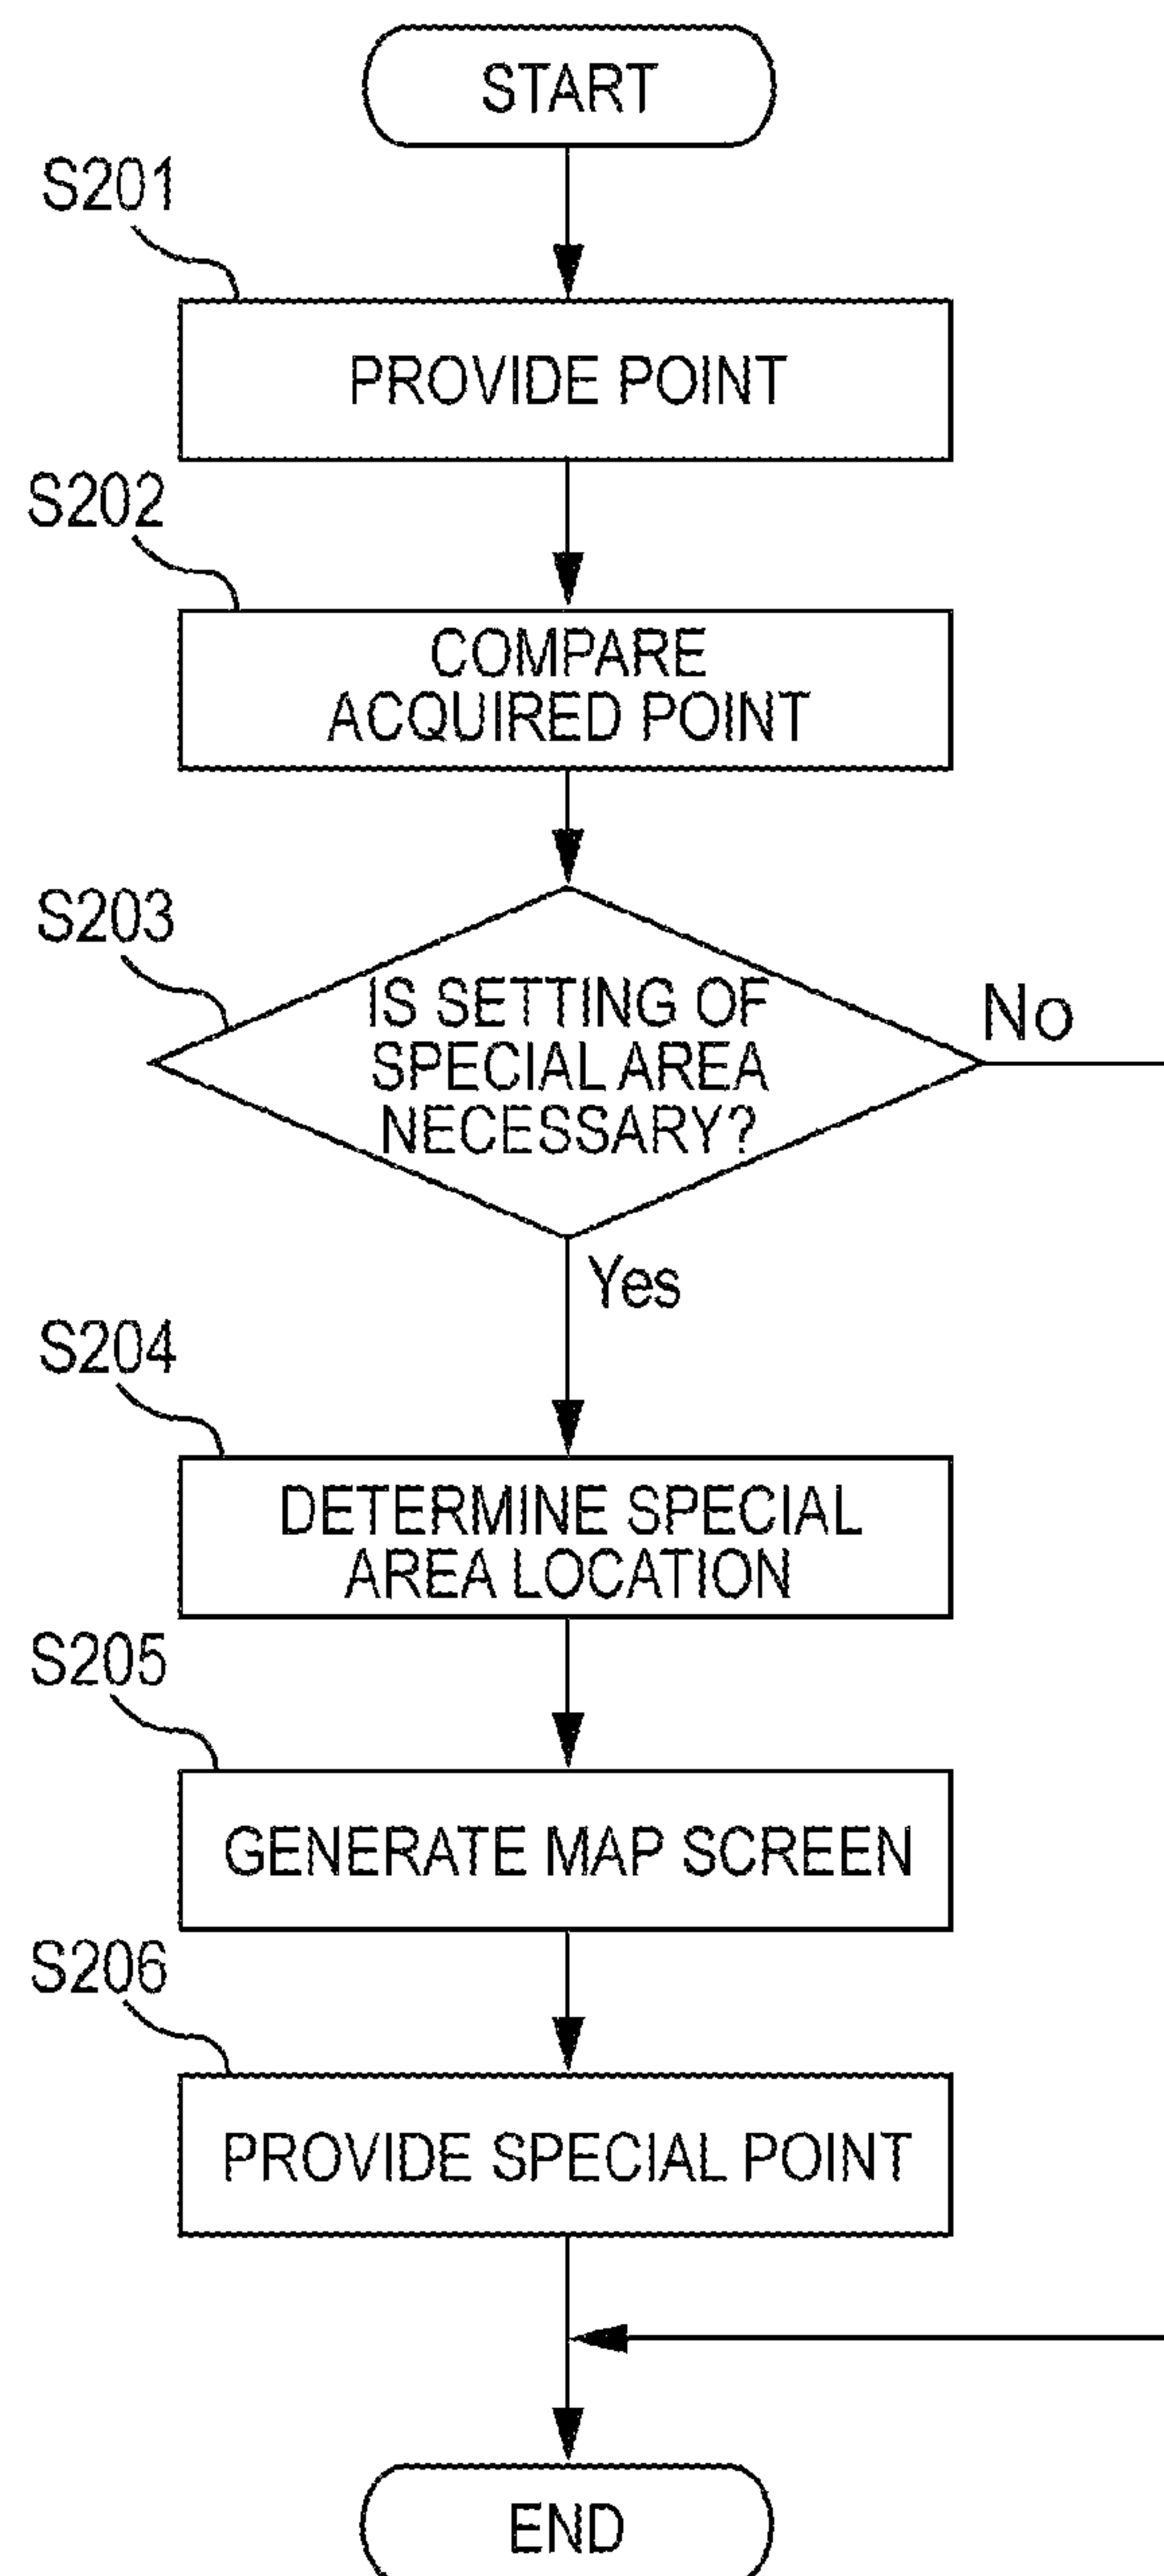 START
S201
PROVIDE POINT
S202
COMPARE
ACQUIRED POINT
S203
IS SETTING OF
SPECIAL AREA
NECESSARY?
No
Yes
S204
DETERMINE SPECIAL
AREA LOCATION
S205
GENERATE MAP SCREEN
S206
PROVIDE SPECIAL POINT
END